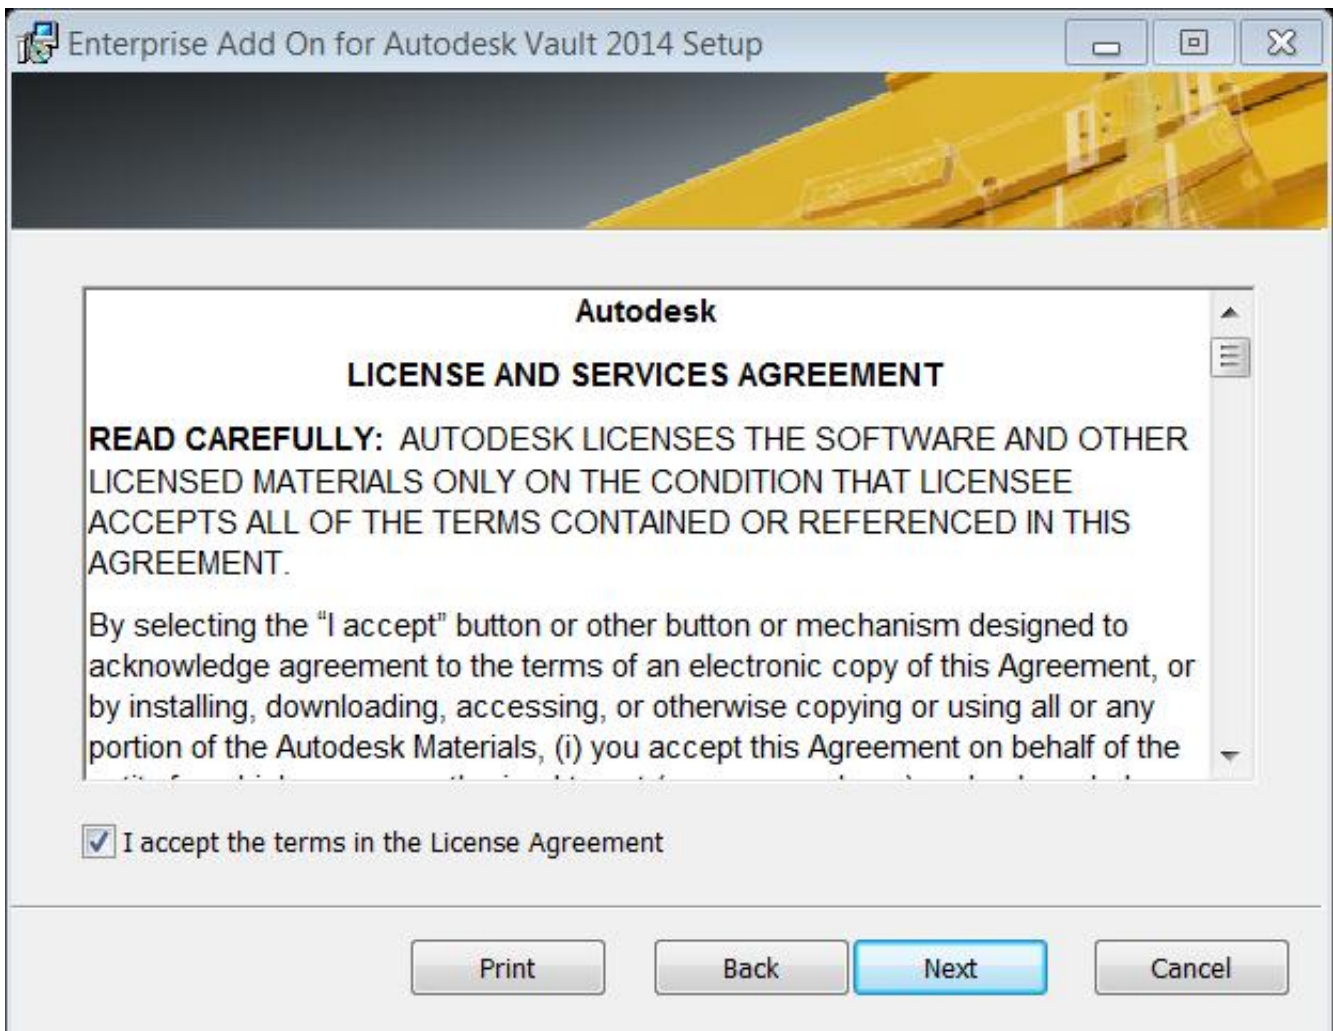 Enterprise Add On for Autodesk Vault 2014 Setup
Autodesk
LICENSE AND SERVICES AGREEMENT
READ CAREFULLY: AUTODESK LICENSES THE SOFTWARE AND OTHER
LICENSED MATERIALS ONLY ON THE CONDITION THAT LICENSEE
ACCEPTS ALL OF THE TERMS CONTAINED OR REFERENCED IN THIS
AGREEMENT.
By selecting the “I accept” button or other button or mechanism designed to
acknowledge agreement to the terms of an electronic copy of this Agreement, or
by installing, downloading, accessing, or otherwise copying or using all or any
portion of the Autodesk Materials, (i) you accept this Agreement on behalf of the
I accept the terms in the License Agreement
Print Back Next Cancel